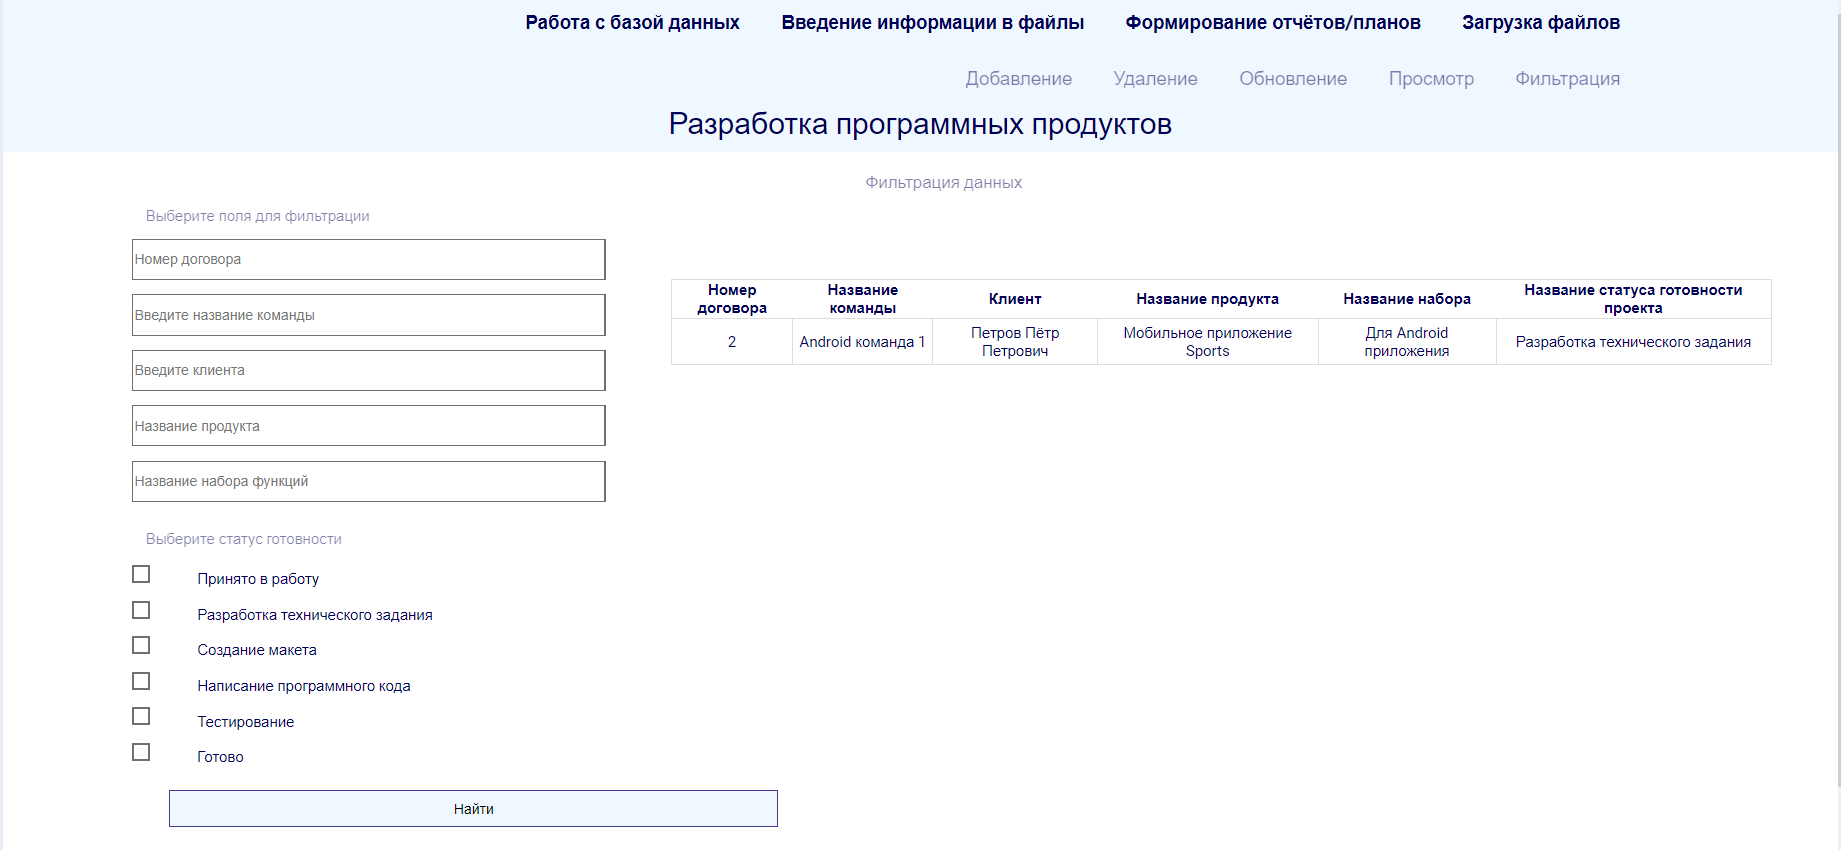 Работа с базой данных Введение информации в файлы Формирование отчётов/планов Загрузка файлов
Добавление Удаление Обновление Просмотр Фильтрация
Разработка программных продуктов
Фильтрация данных
Выберите поля для фильтрации
Номер договора
Введите название команды
Введите клиента
Название продукта
Название набора функций
Выберите статус готовности
Принято в работу
Разработка технического задания
Создание макета
Написание программного кода
Тестирование
Готово
Найти
Номер
договора
Название
команды
Клиент
Название продукта
Название набора
Название статуса готовности
проекта
2
Android команда 1
Петров Пётр
Петрович
Мобильное приложение
Sports
Для Android
приложения
Разработка технического задания